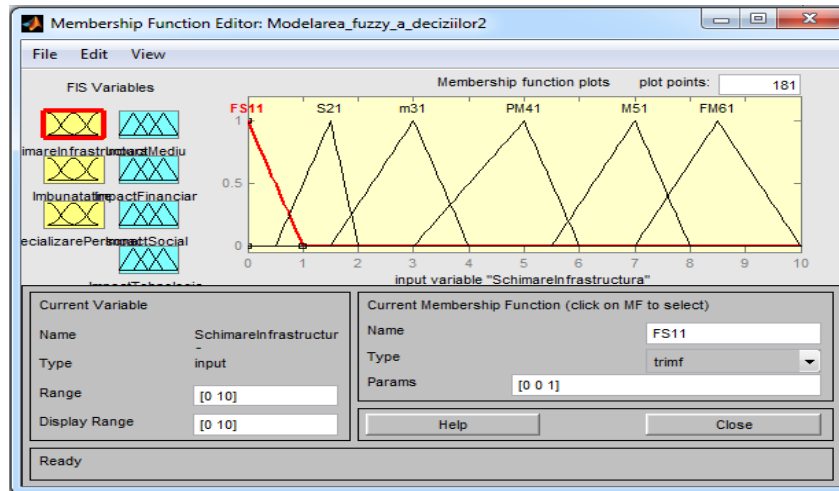 Membership Function Editor: Modelarea_fuzzy_a_deciziilor2
File Edit View
FIS Variables
Membership function plots plot points: 181
FS11 S21 m31 PM41 M51 FM61
1
0.5
0
0 1 2 3 4 5 6 7 8 9 10
input variable "SchimareInfrastructura"
ImpactFinanciar
Current Variable
Name SchimareInfrastructur
Type input
Range [0 10]
Display Range [0 10]
Current Membership Function (click on MF to select)
Name FS11
Type trimf
Params [0 0 1]
Help Close
Ready